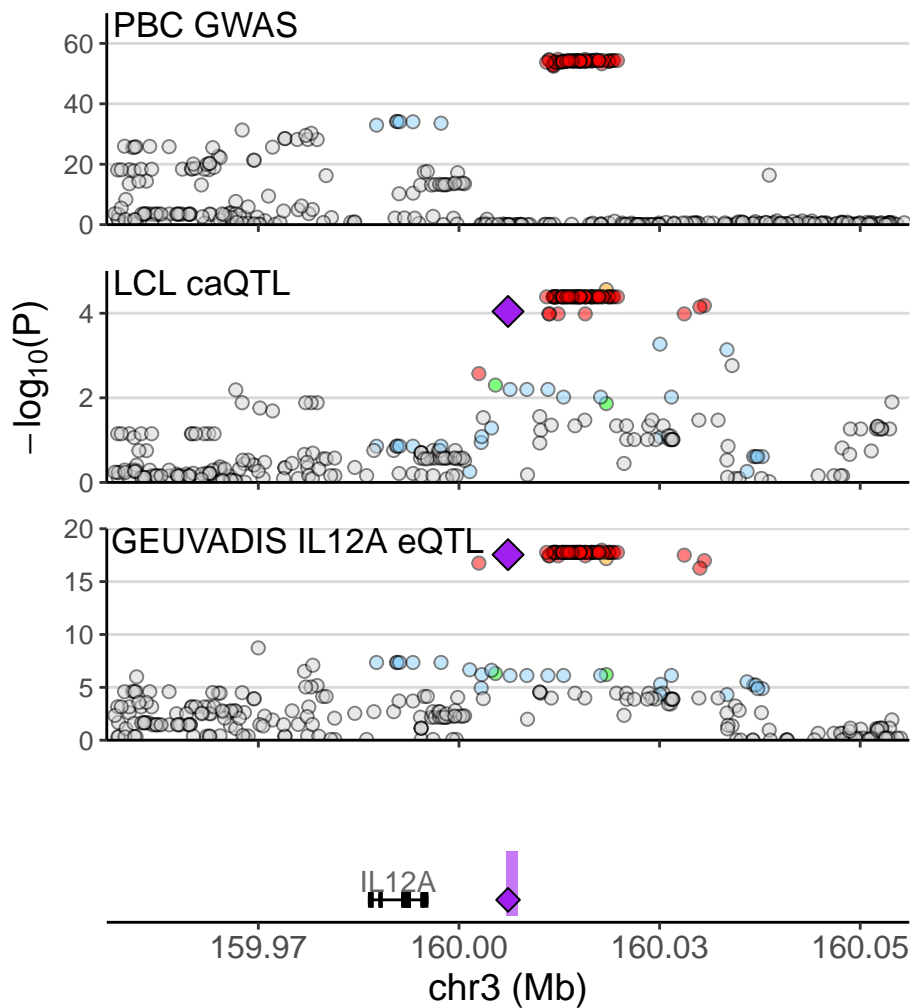 PBC GWAS
60
40
20
0
LCL caQTL
4
2
0
−log10(P)
GEUVADIS IL12A eQTL
20
15
10
5
0
IL12A
159.97 160.00 160.03 160.05
chr3 (Mb)